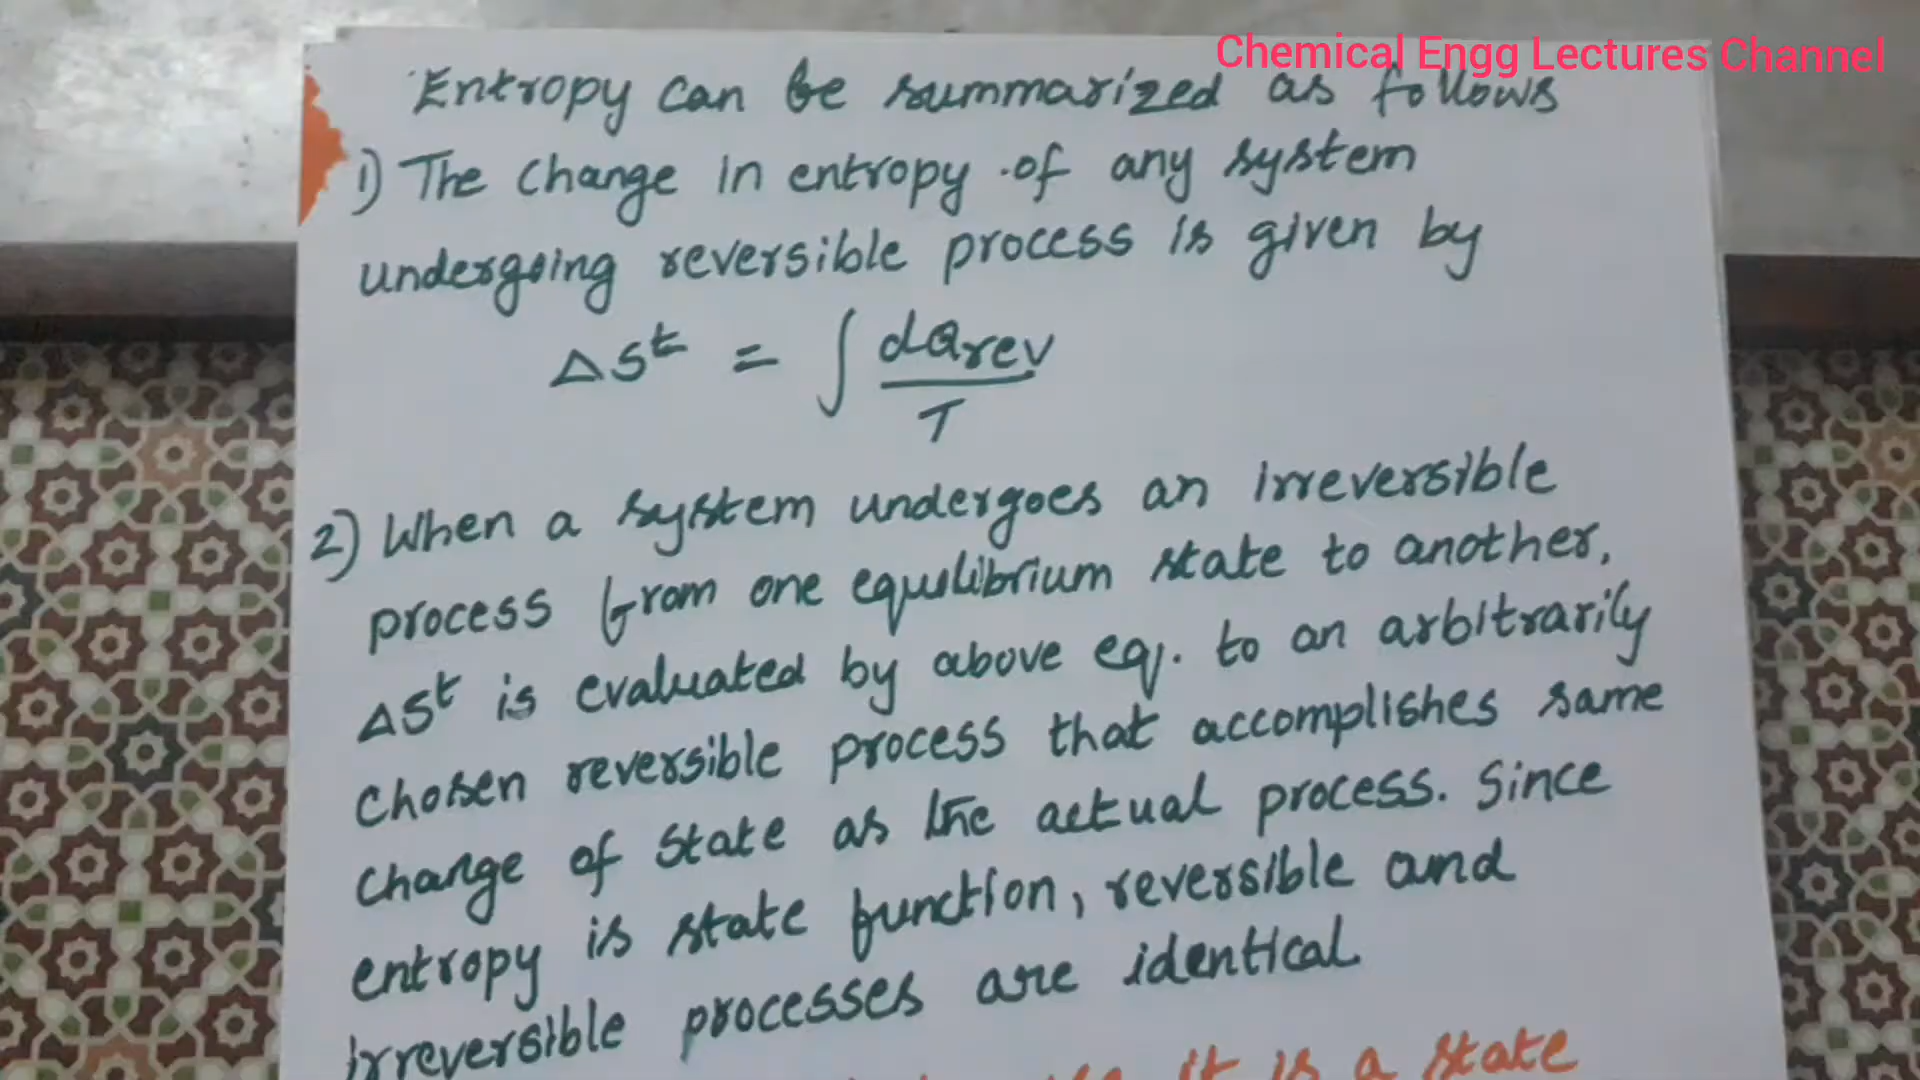 Chemical Engg Lectures Channel
Entropy can be summarized as follows
1) The change in entropy of any system
undergoing reversible process is given by
ΔSᵗ = ∫ dQrev / T
2) When a system undergoes an irreversible
process from one equilibrium state to another,
ΔSᵗ is evaluated by above eq. to an arbitrarily
chosen reversible process that accomplishes same
change of state as the actual process. Since
entropy is state function, reversible and
irreversible processes are identical
it is a state